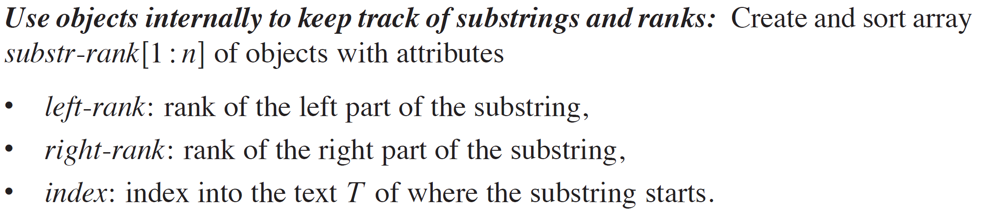 Use objects internally to keep track of substrings and ranks: Create and sort array
substr-rank[1 : n] of objects with attributes
• left-rank: rank of the left part of the substring,
• right-rank: rank of the right part of the substring,
• index: index into the text T of where the substring starts.